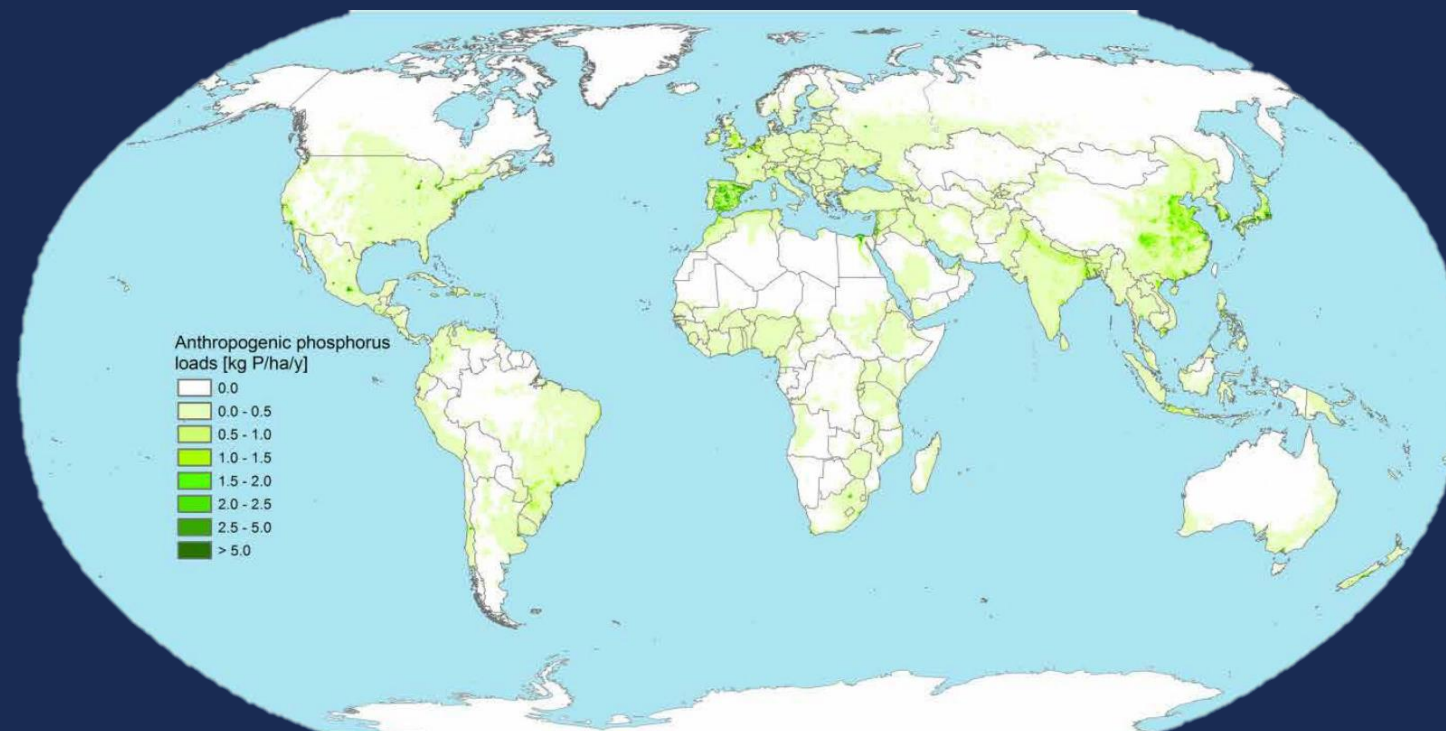 Anthropogenic phosphorus
loads [kg P/ha/y]
0.0
0.0 - 0.5
0.5 - 1.0
1.0 - 1.5
1.5 - 2.0
2.0 - 2.5
2.5 - 5.0
> 5.0